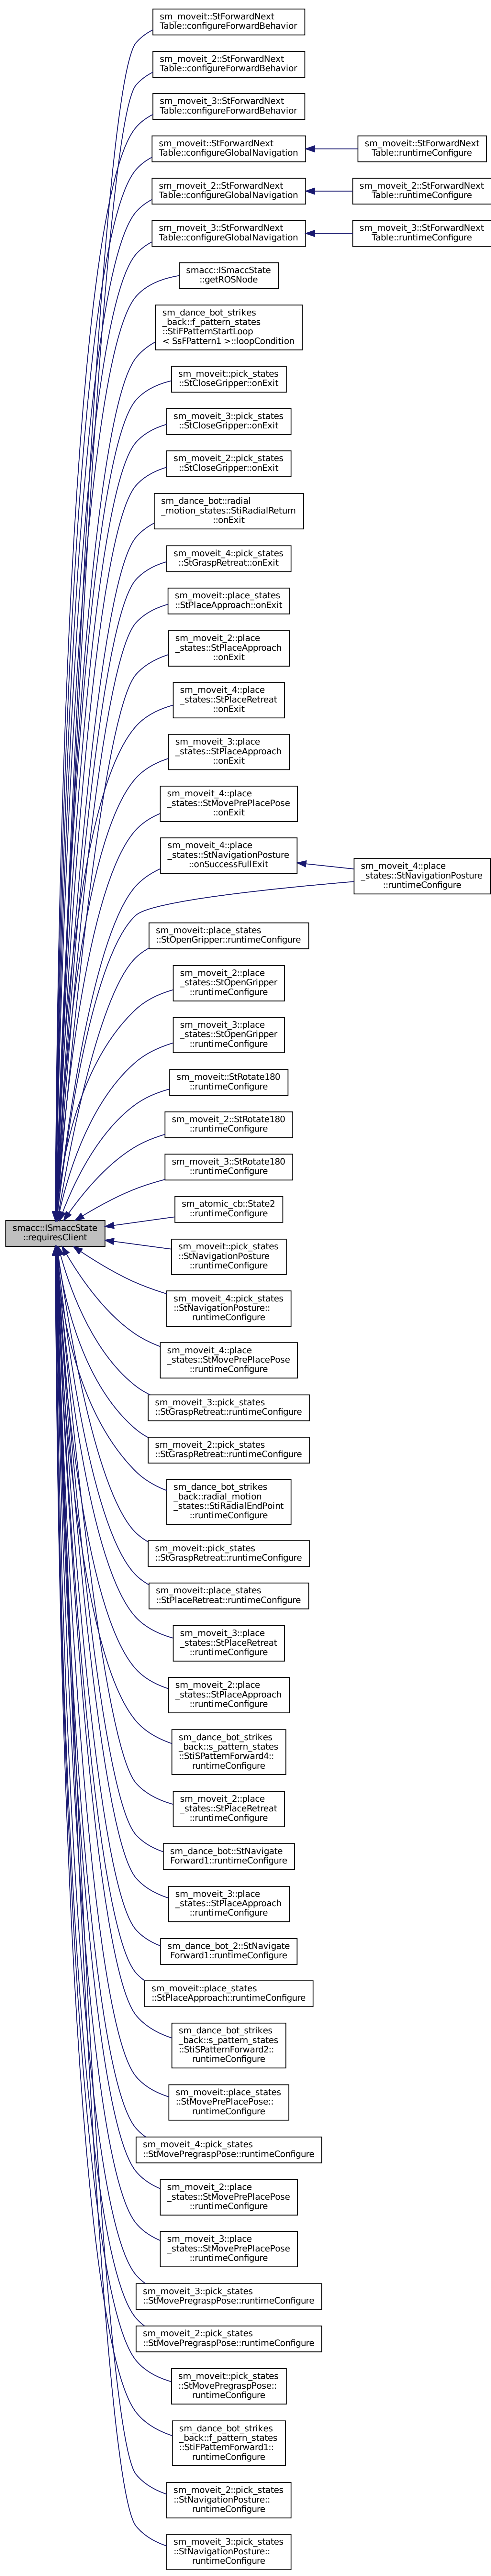 sm_moveit::StForwardNext
Table::configureForwardBehavior
sm_moveit_2::StForwardNext
Table::configureForwardBehavior
sm_moveit_3::StForwardNext
Table::configureForwardBehavior
sm_moveit::StForwardNext
Table::configureGlobalNavigation
sm_moveit::StForwardNext
Table::runtimeConfigure
sm_moveit_2::StForwardNext
Table::configureGlobalNavigation
sm_moveit_2::StForwardNext
Table::runtimeConfigure
sm_moveit_3::StForwardNext
Table::configureGlobalNavigation
sm_moveit_3::StForwardNext
Table::runtimeConfigure
smacc::ISmaccState
::getROSNode
sm_dance_bot_strikes
_back::f_pattern_states
::StiFPatternStartLoop
< SsFPattern1 >::loopCondition
sm_moveit::pick_states
::StCloseGripper::onExit
sm_moveit_3::pick_states
::StCloseGripper::onExit
sm_moveit_2::pick_states
::StCloseGripper::onExit
sm_dance_bot::radial
_motion_states::StiRadialReturn
::onExit
sm_moveit_4::pick_states
::StGraspRetreat::onExit
sm_moveit::place_states
::StPlaceApproach::onExit
sm_moveit_2::place
_states::StPlaceApproach
::onExit
sm_moveit_4::place
_states::StPlaceRetreat
::onExit
sm_moveit_3::place
_states::StPlaceApproach
::onExit
sm_moveit_4::place
_states::StMovePrePlacePose
::onExit
sm_moveit_4::place
_states::StNavigationPosture
::onSuccessFullExit
sm_moveit_4::place
_states::StNavigationPosture
::runtimeConfigure
sm_moveit::place_states
::StOpenGripper::runtimeConfigure
sm_moveit_2::place
_states::StOpenGripper
::runtimeConfigure
sm_moveit_3::place
_states::StOpenGripper
::runtimeConfigure
sm_moveit::StRotate180
::runtimeConfigure
sm_moveit_2::StRotate180
::runtimeConfigure
sm_moveit_3::StRotate180
::runtimeConfigure
sm_atomic_cb::State2
::runtimeConfigure
smacc::ISmaccState
::requiresClient
sm_moveit::pick_states
::StNavigationPosture
::runtimeConfigure
sm_moveit_4::pick_states
::StNavigationPosture::
runtimeConfigure
sm_moveit_4::place
_states::StMovePrePlacePose
::runtimeConfigure
sm_moveit_3::pick_states
::StGraspRetreat::runtimeConfigure
sm_moveit_2::pick_states
::StGraspRetreat::runtimeConfigure
sm_dance_bot_strikes
_back::radial_motion
_states::StiRadialEndPoint
::runtimeConfigure
sm_moveit::pick_states
::StGraspRetreat::runtimeConfigure
sm_moveit::place_states
::StPlaceRetreat::runtimeConfigure
sm_moveit_3::place
_states::StPlaceRetreat
::runtimeConfigure
sm_moveit_2::place
_states::StPlaceApproach
::runtimeConfigure
sm_dance_bot_strikes
_back::s_pattern_states
::StiSPatternForward4::
runtimeConfigure
sm_moveit_2::place
_states::StPlaceRetreat
::runtimeConfigure
sm_dance_bot::StNavigate
Forward1::runtimeConfigure
sm_moveit_3::place
_states::StPlaceApproach
::runtimeConfigure
sm_dance_bot_2::StNavigate
Forward1::runtimeConfigure
sm_moveit::place_states
::StPlaceApproach::runtimeConfigure
sm_dance_bot_strikes
_back::s_pattern_states
::StiSPatternForward2::
runtimeConfigure
sm_moveit::place_states
::StMovePrePlacePose::
runtimeConfigure
sm_moveit_4::pick_states
::StMovePregraspPose::runtimeConfigure
sm_moveit_2::place
_states::StMovePrePlacePose
::runtimeConfigure
sm_moveit_3::place
_states::StMovePrePlacePose
::runtimeConfigure
sm_moveit_3::pick_states
::StMovePregraspPose::runtimeConfigure
sm_moveit_2::pick_states
::StMovePregraspPose::runtimeConfigure
sm_moveit::pick_states
::StMovePregraspPose::
runtimeConfigure
sm_dance_bot_strikes
_back::f_pattern_states
::StiFPatternForward1::
runtimeConfigure
sm_moveit_2::pick_states
::StNavigationPosture::
runtimeConfigure
sm_moveit_3::pick_states
::StNavigationPosture::
runtimeConfigure